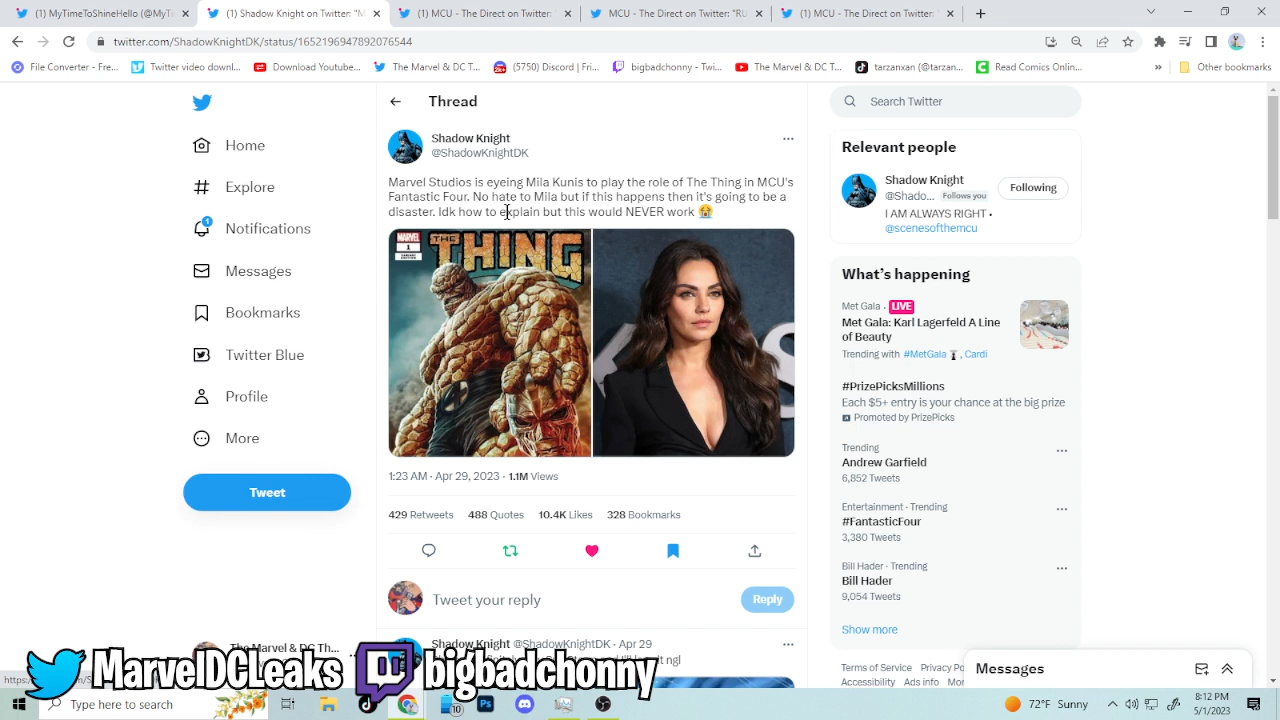 (1) MyTimeToShineHello (@MyTe
(1) Shadow Knight on Twitter: "M
(1) MCU - The Direct on Twitter: "
MCU - The Direct on Twitter: "RU
(1) MCU - The Direct on Twitter: "
twitter.com/ShadowKnightDK/status/1652196947892076544
File Converter - Fre...
Twitter video downl...
Download Youtube...
The Marvel & DC T...
(5750) Discord | Fri...
bigbadchonny - Twi...
The Marvel & DC T...
tarzanxan (@tarzan...
Read Comics Onlin...
»
Other bookmarks
Home
Explore
1
Notifications
Messages
Bookmarks
Twitter Blue
Profile
More
Tweet
Thread
Shadow Knight
@ShadowKnightDK
Marvel Studios is eyeing Mila Kunis to play the role of The Thing in MCU's
Fantastic Four. No hate to Mila but if this happens then it's going to be a
disaster. Idk how to explain but this would NEVER work 😭
MARVEL
1
THE THING
1:23 AM · Apr 29, 2023 · 1.1M Views
429 Retweets 488 Quotes 10.4K Likes 328 Bookmarks
Tweet your reply
Reply
Shadow Knight @ShadowKnightDK · Apr 29
Search Twitter
Relevant people
Shadow Knight
@Shado... Follows you
Following
I AM ALWAYS RIGHT •
@scenesofthemcu
What's happening
Met Gala · LIVE
Met Gala: Karl Lagerfeld A Line
of Beauty
Trending with #MetGala , Cardi
#PrizePicksMillions
Each $5+ entry is your chance at the big prize
Promoted by PrizePicks
Trending
Andrew Garfield
6,852 Tweets
Entertainment · Trending
#FantasticFour
3,380 Tweets
Bill Hader · Trending
Bill Hader
9,054 Tweets
Show more
Terms of Service Privacy Po
Accessibility Ads info Mor
Messages
The Marvel & DC Th...
MarvelDCLeaks bigbadchonny
Type here to search
10
72°F Sunny
8:12 PM
5/1/2023